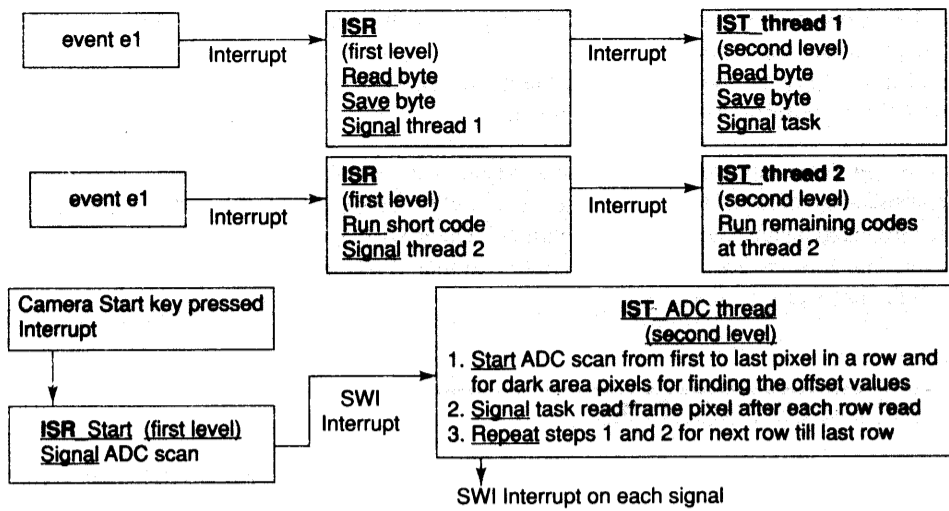 event e1
Interrupt
ISR
(first level)
Read byte
Save byte
Signal thread 1
Interrupt
IST thread 1
(second level)
Read byte
Save byte
Signal task
event e1
Interrupt
ISR
(first level)
Run short code
Signal thread 2
Interrupt
IST thread 2
(second level)
Run remaining codes
at thread 2
Camera Start key pressed
Interrupt
ISR_Start (first level)
Signal ADC scan
SWI
Interrupt
IST ADC thread
(second level)
1. Start ADC scan from first to last pixel in a row and
for dark area pixels for finding the offset values
2. Signal task read frame pixel after each row read
3. Repeat steps 1 and 2 for next row till last row
SWI Interrupt on each signal